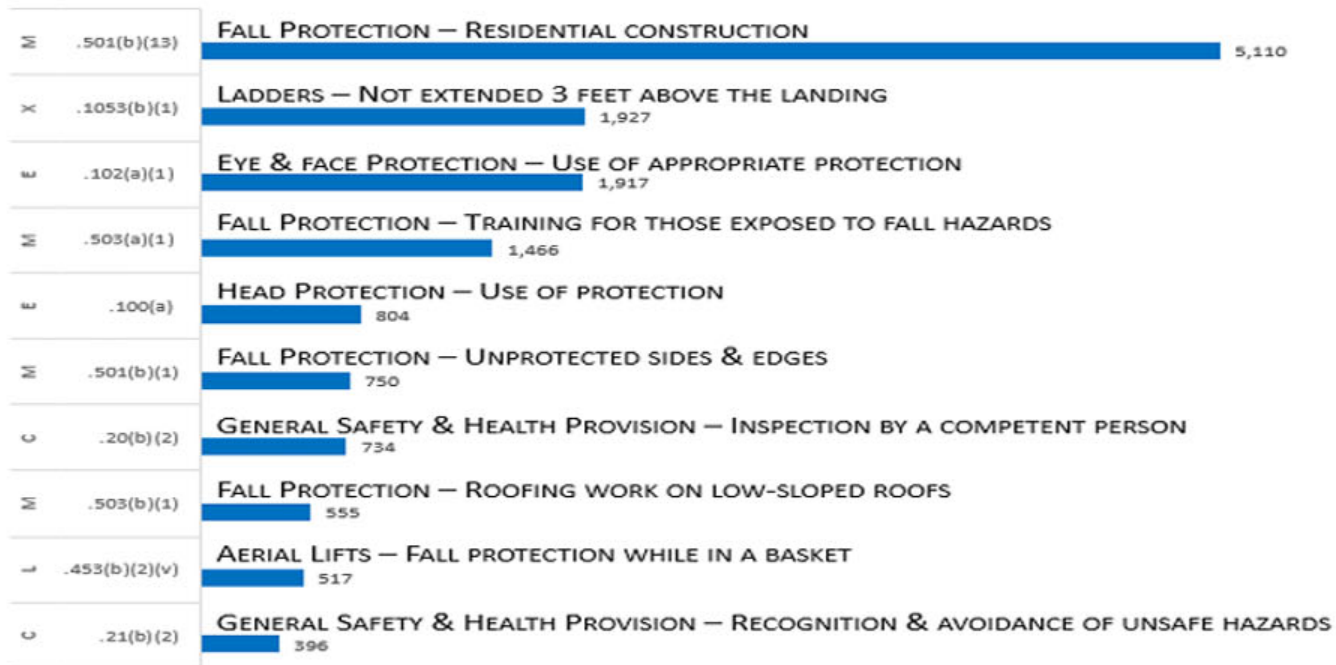 M .501(b)(13) FALL PROTECTION – RESIDENTIAL CONSTRUCTION
5,110
X .1053(b)(1) LADDERS – NOT EXTENDED 3 FEET ABOVE THE LANDING
1,927
E .102(a)(1) EYE & FACE PROTECTION – USE OF APPROPRIATE PROTECTION
1,917
M .503(a)(1) FALL PROTECTION – TRAINING FOR THOSE EXPOSED TO FALL HAZARDS
1,466
E .100(a) HEAD PROTECTION – USE OF PROTECTION
804
M .501(b)(1) FALL PROTECTION – UNPROTECTED SIDES & EDGES
750
C .20(b)(2) GENERAL SAFETY & HEALTH PROVISION – INSPECTION BY A COMPETENT PERSON
734
M .503(b)(1) FALL PROTECTION – ROOFING WORK ON LOW-SLOPED ROOFS
555
L .453(b)(2)(v) AERIAL LIFTS – FALL PROTECTION WHILE IN A BASKET
517
C .21(b)(2) GENERAL SAFETY & HEALTH PROVISION – RECOGNITION & AVOIDANCE OF UNSAFE HAZARDS
396